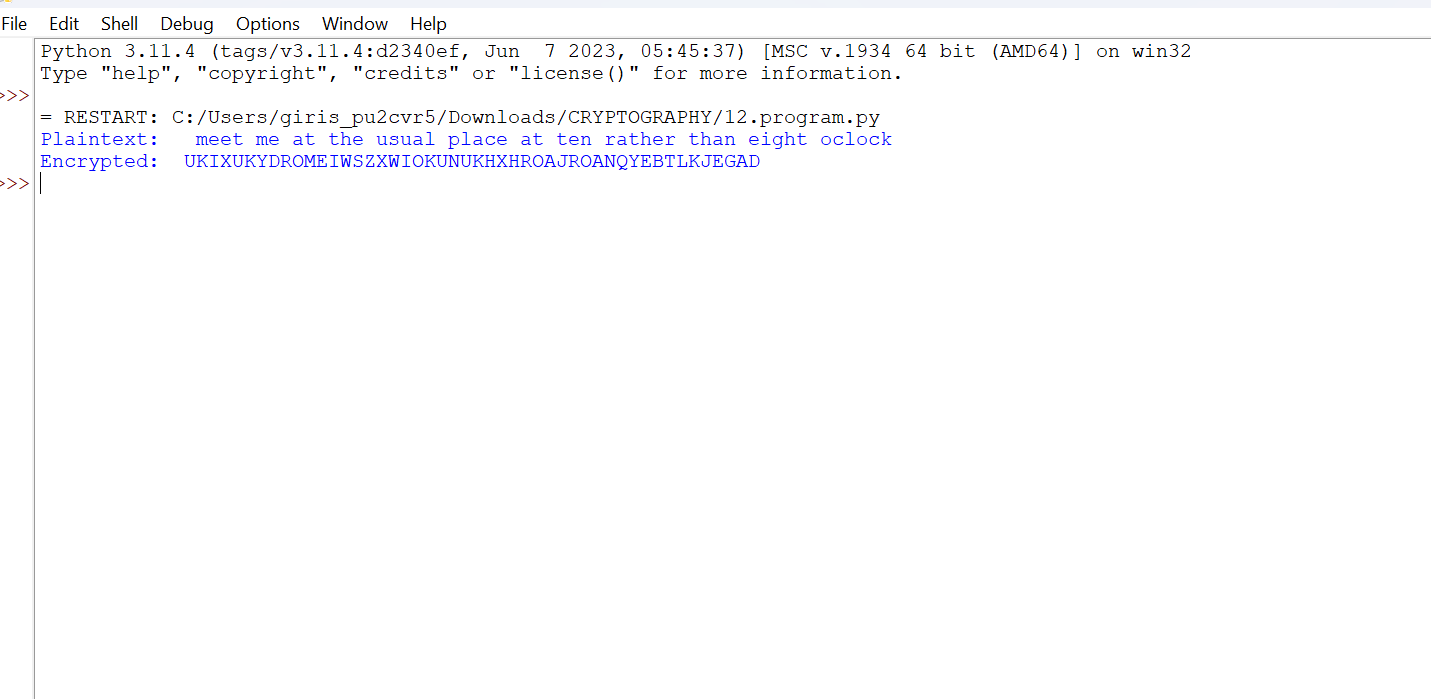 File Edit Shell Debug Options Window Help
Python 3.11.4 (tags/v3.11.4:d2340ef, Jun  7 2023, 05:45:37) [MSC v.1934 64 bit (AMD64)] on win32
Type "help", "copyright", "credits" or "license()" for more information.
>>>
= RESTART: C:/Users/giris_pu2cvr5/Downloads/CRYPTOGRAPHY/12.program.py
Plaintext:   meet me at the usual place at ten rather than eight oclock
Encrypted:  UKIXUKYDROMEIWSZXWIOKUNUKHXHROAJROANQYEBTLKJEGAD
>>>